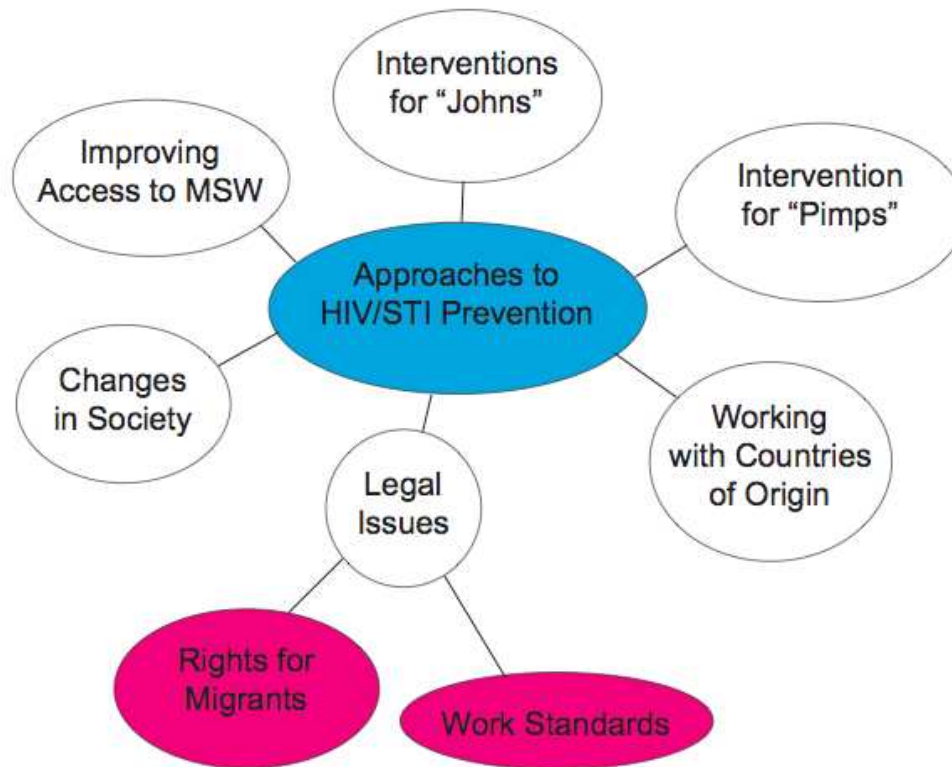 Interventions
for “Johns”
Improving
Access to MSW
Intervention
for “Pimps”
Approaches to
HIV/STI Prevention
Changes
in Society
Working
with Countries
of Origin
Legal
Issues
Rights for
Migrants
Work Standards